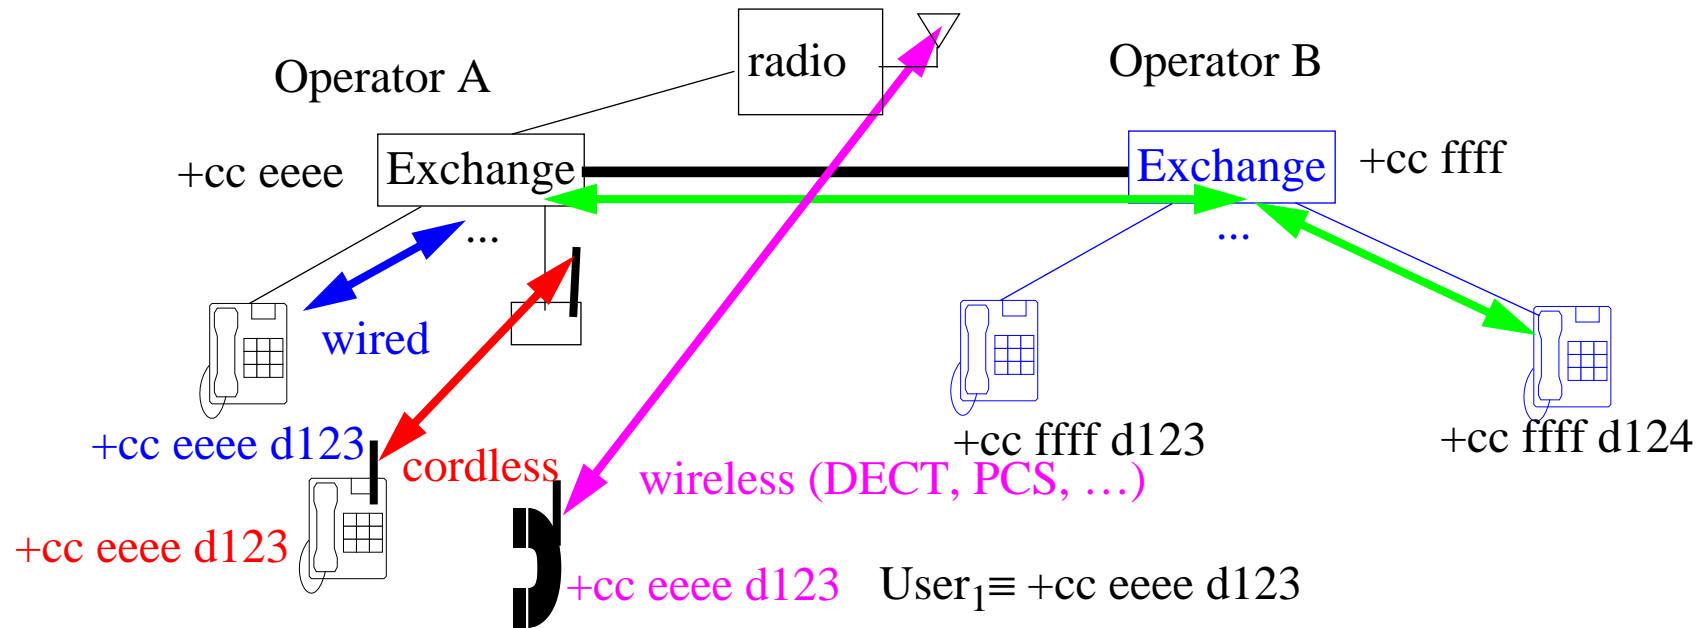 Operator A
radio
Operator B
+cc eeee
Exchange
Exchange
+cc ffff
...
...
wired
+cc eeee d123
cordless
+cc ffff d123
+cc ffff d124
wireless (DECT, PCS, …)
+cc eeee d123
+cc eeee d123
User1≡ +cc eeee d123